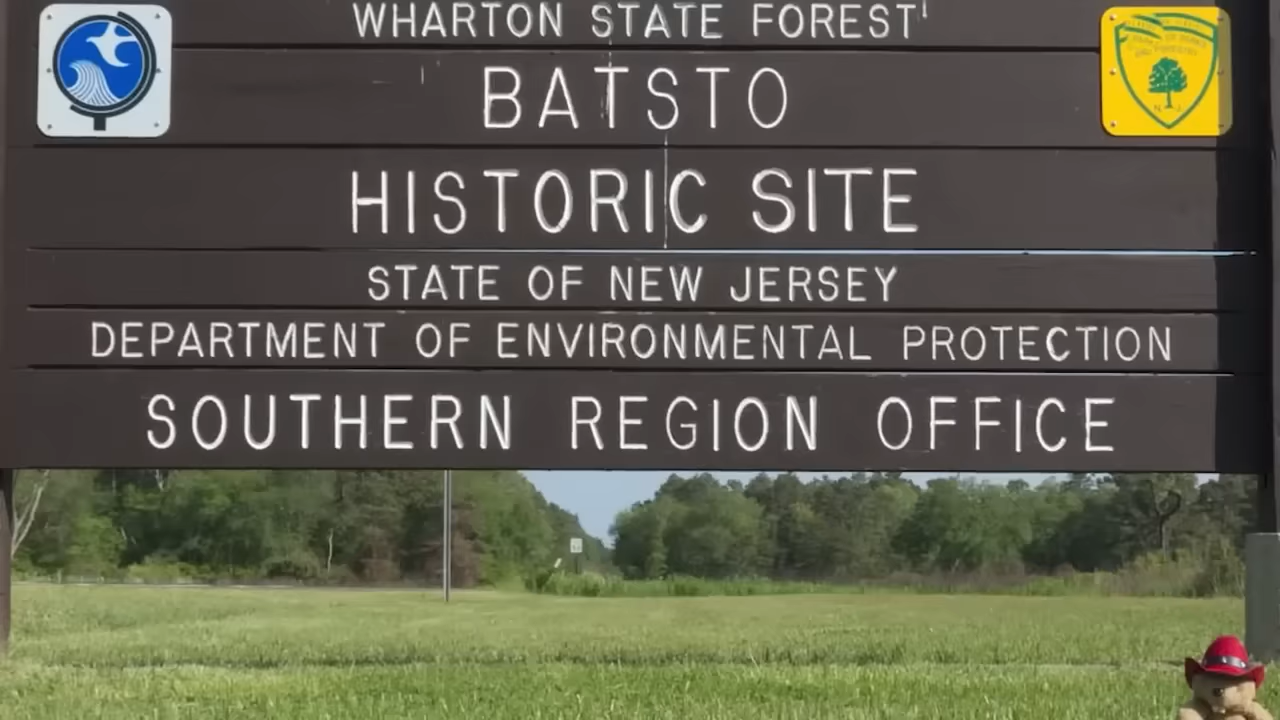 WHARTON STATE FOREST
BATSTO
HISTORIC SITE
STATE OF NEW JERSEY
DEPARTMENT OF ENVIRONMENTAL PROTECTION
SOUTHERN REGION OFFICE
N J